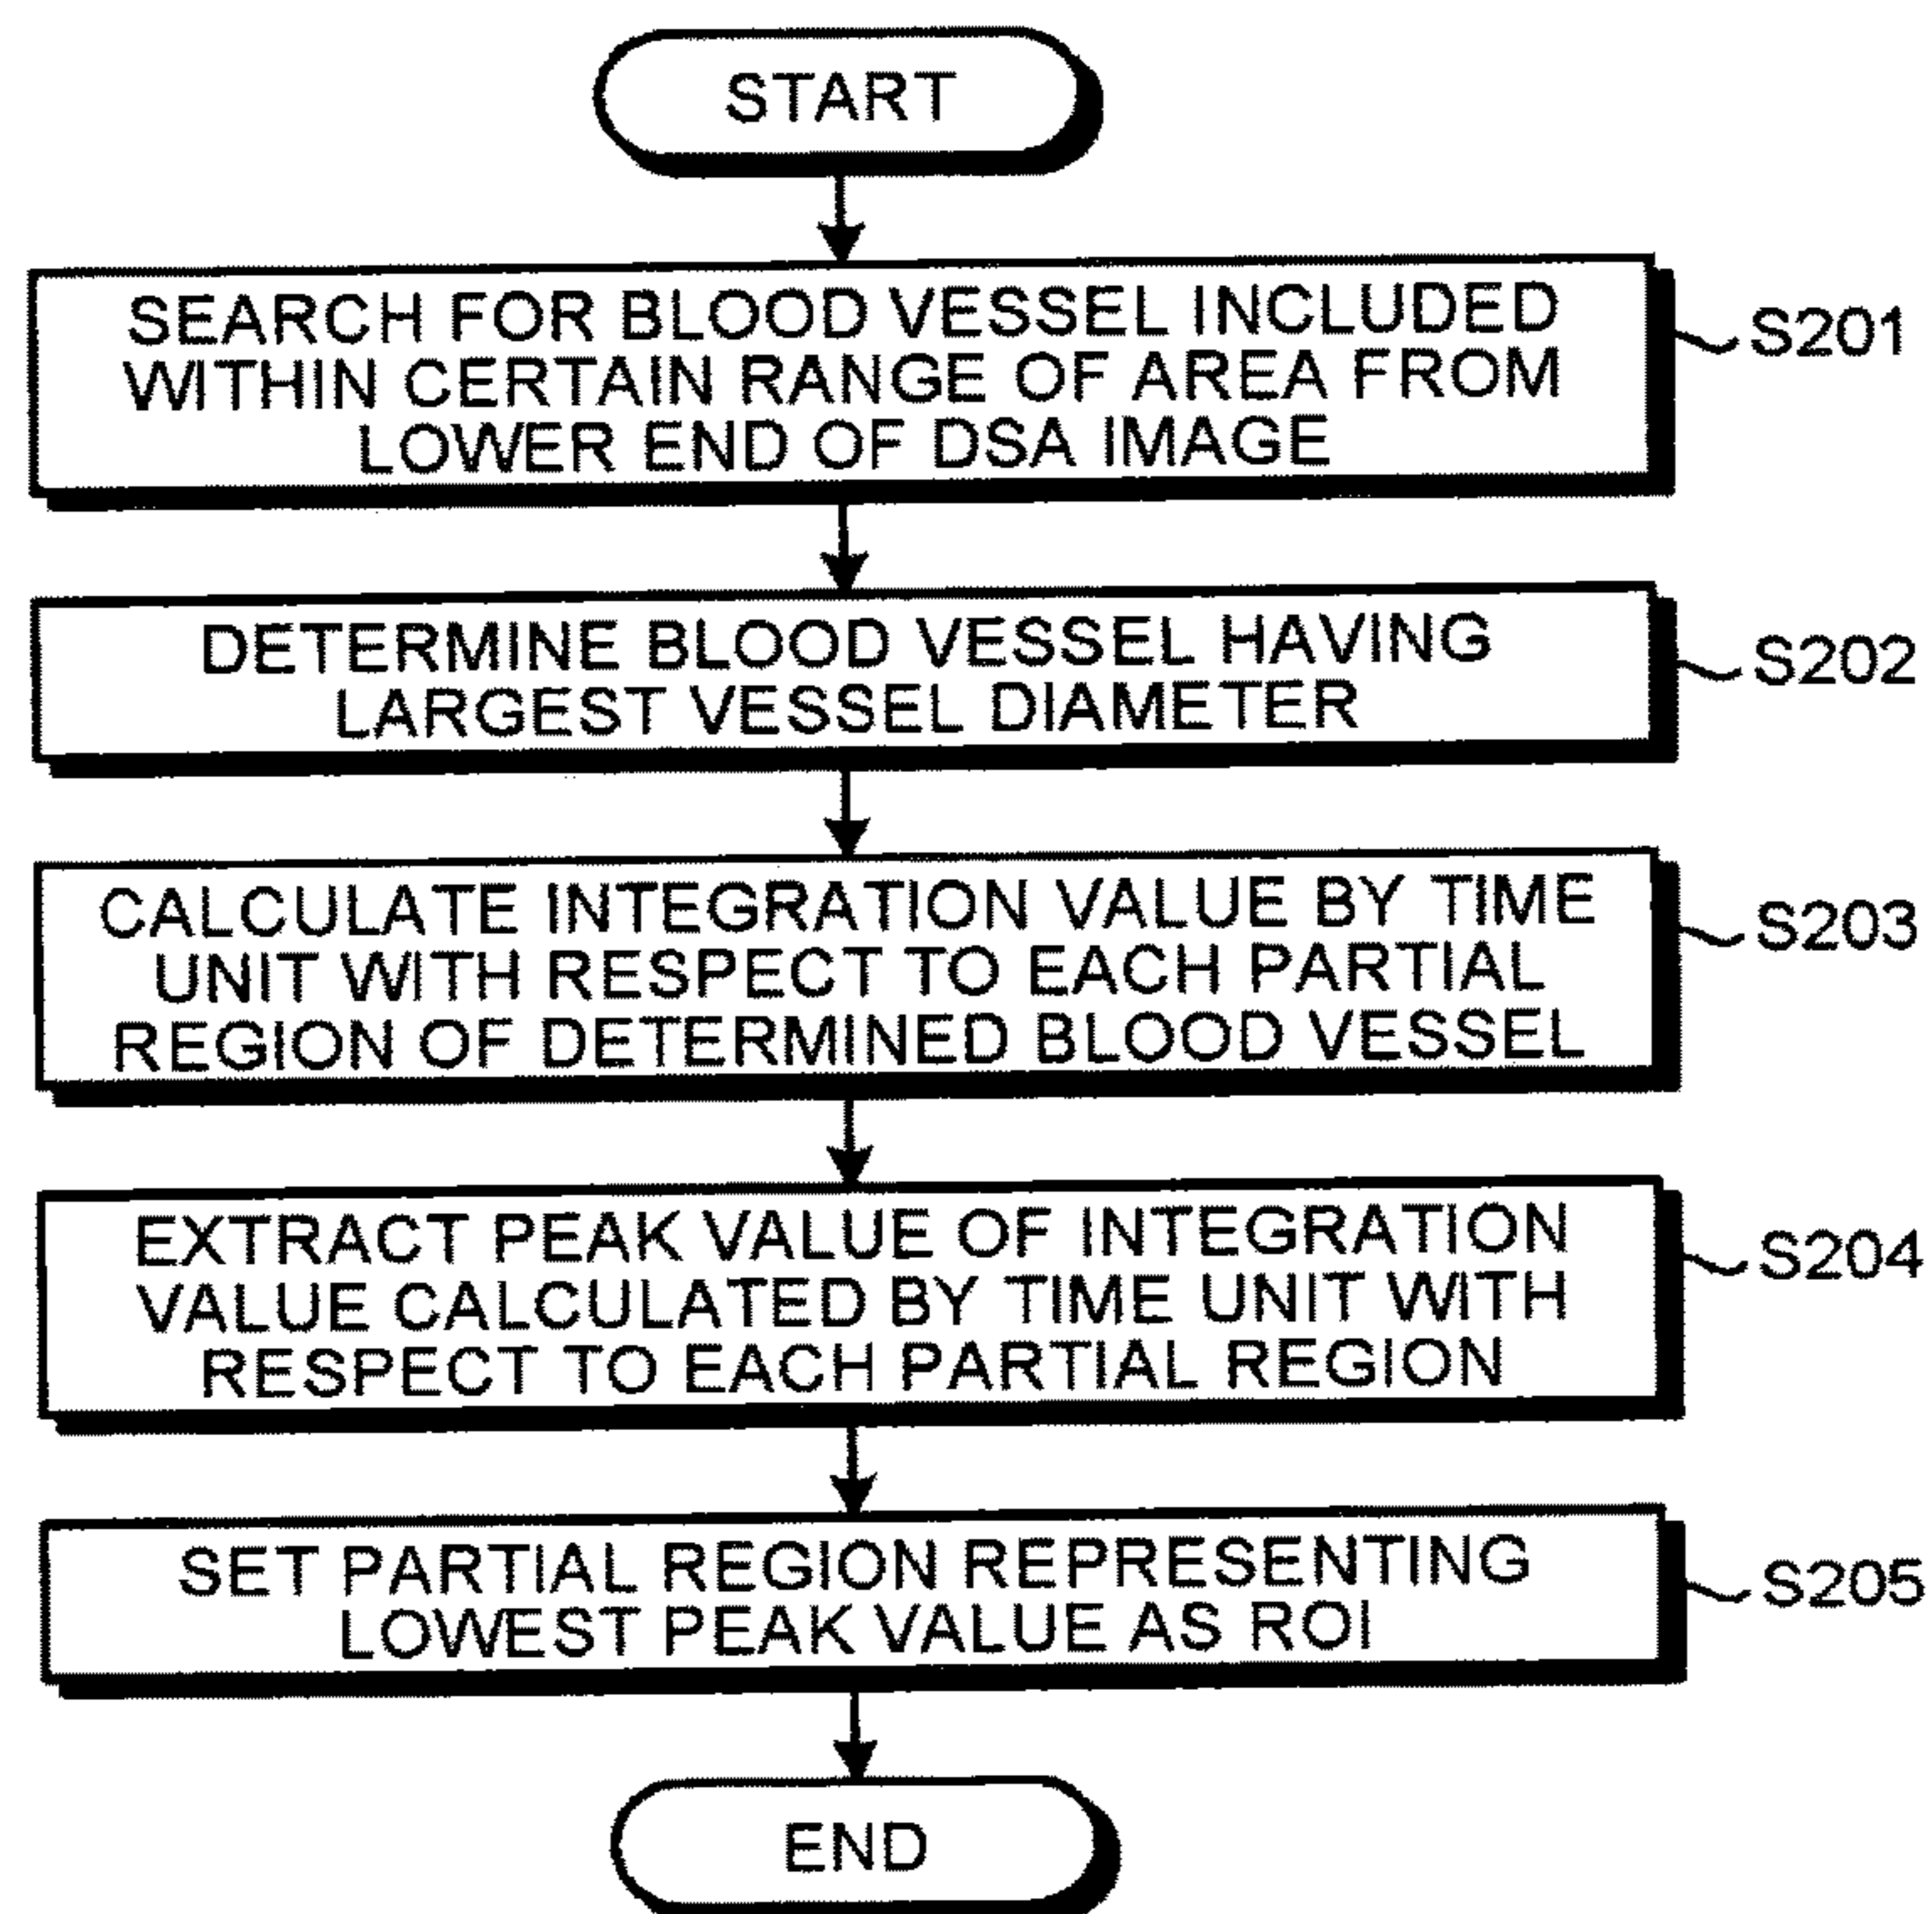 START
SEARCH FOR BLOOD VESSEL INCLUDED
WITHIN CERTAIN RANGE OF AREA FROM
LOWER END OF DSA IMAGE
S201
DETERMINE BLOOD VESSEL HAVING
LARGEST VESSEL DIAMETER
S202
CALCULATE INTEGRATION VALUE BY TIME
UNIT WITH RESPECT TO EACH PARTIAL
REGION OF DETERMINED BLOOD VESSEL
S203
EXTRACT PEAK VALUE OF INTEGRATION
VALUE CALCULATED BY TIME UNIT WITH
RESPECT TO EACH PARTIAL REGION
S204
SET PARTIAL REGION REPRESENTING
LOWEST PEAK VALUE AS ROI
S205
END